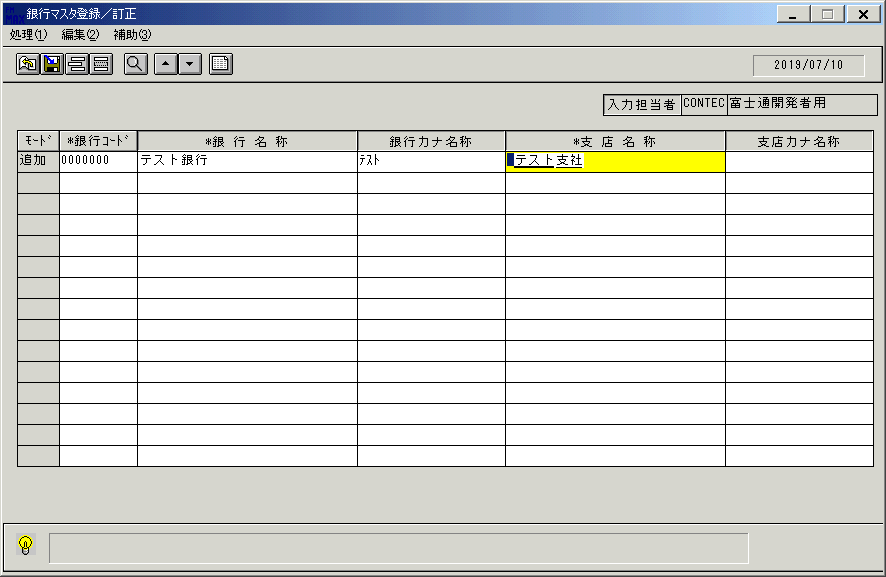 銀行マスタ登録／訂正
処理(1) 編集(2) 補助(3)
2019/07/10
入力担当者 CONTEC 富士通開発者用
ﾓｰﾄﾞ *銀行ｺｰﾄﾞ *銀 行 名 称 銀行カナ名称 *支 店 名 称 支店カナ名称
追加 0000000 テスト銀行 ﾃｽﾄ テスト支社